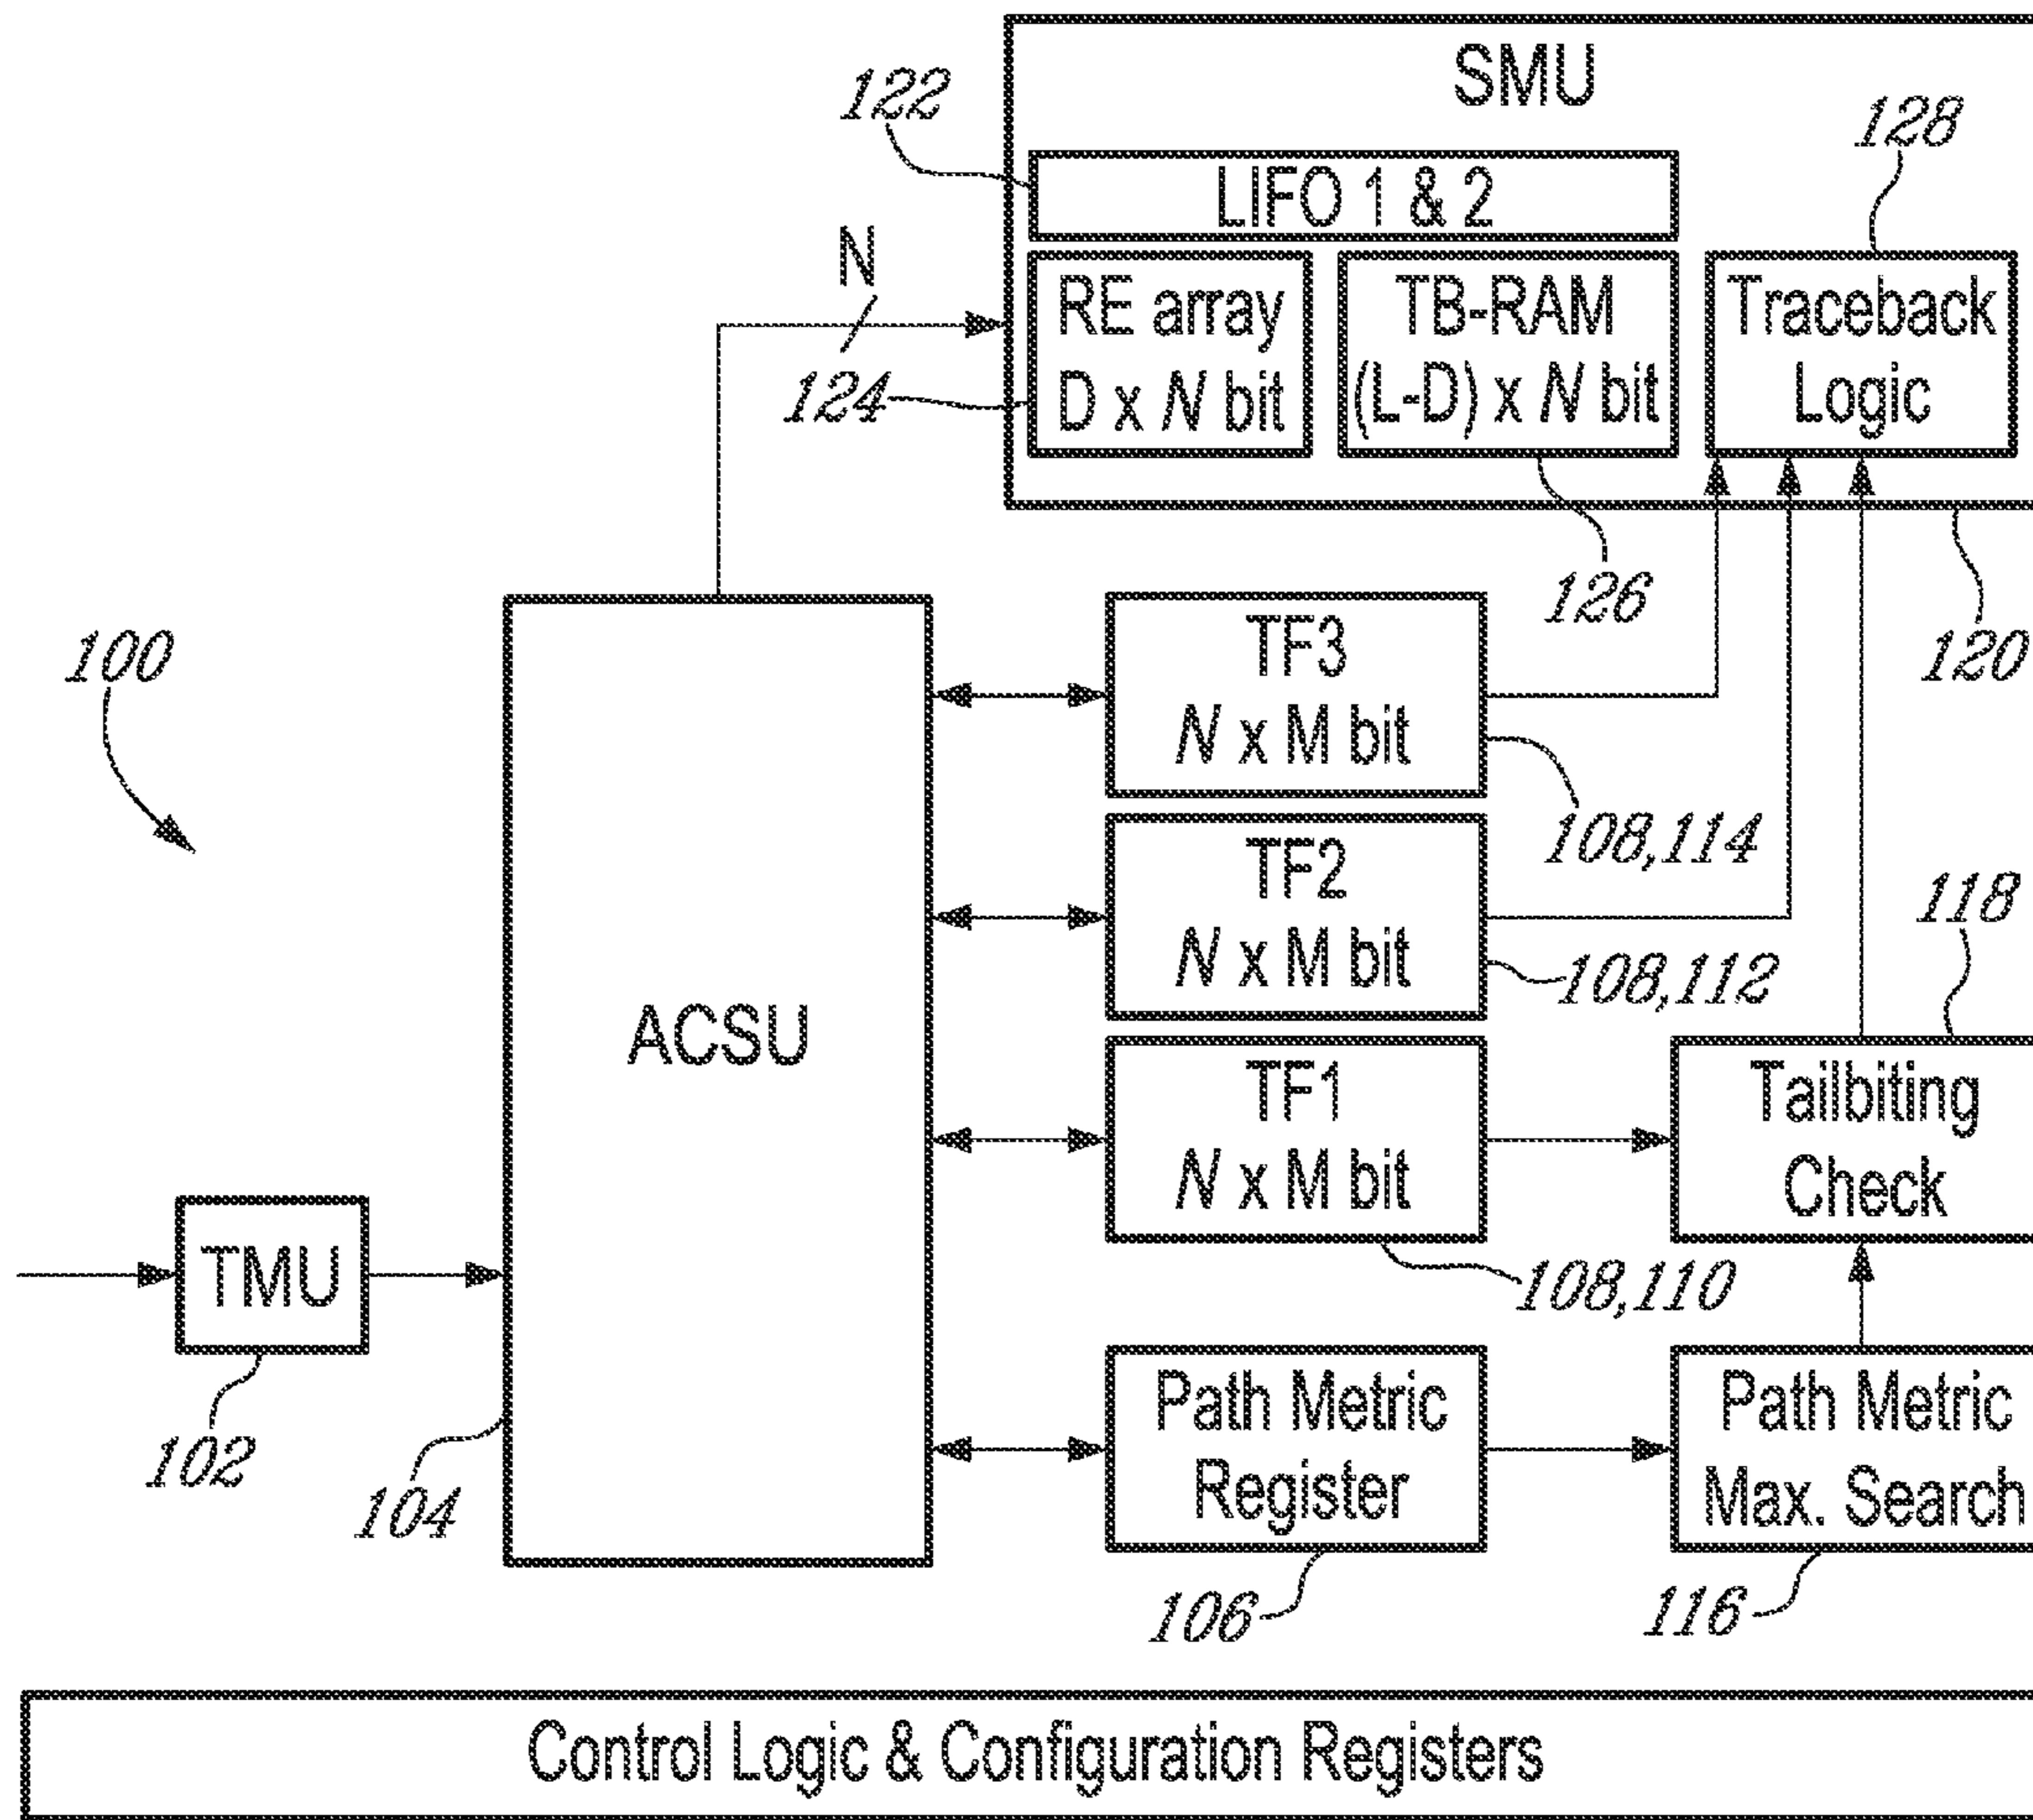 SMU
122
128
LIFO 1 & 2
N
RE array
D x N bit
TB-RAM
(L-D) x N bit
Traceback
Logic
124
126
120
100
TF3
N x M bit
108,114
TF2
N x M bit
118
108,112
ACSU
TF1
N x M bit
Tailbiting
Check
108,110
TMU
Path Metric
Register
Path Metric
Max. Search
102
104
106
116
Control Logic & Configuration Registers